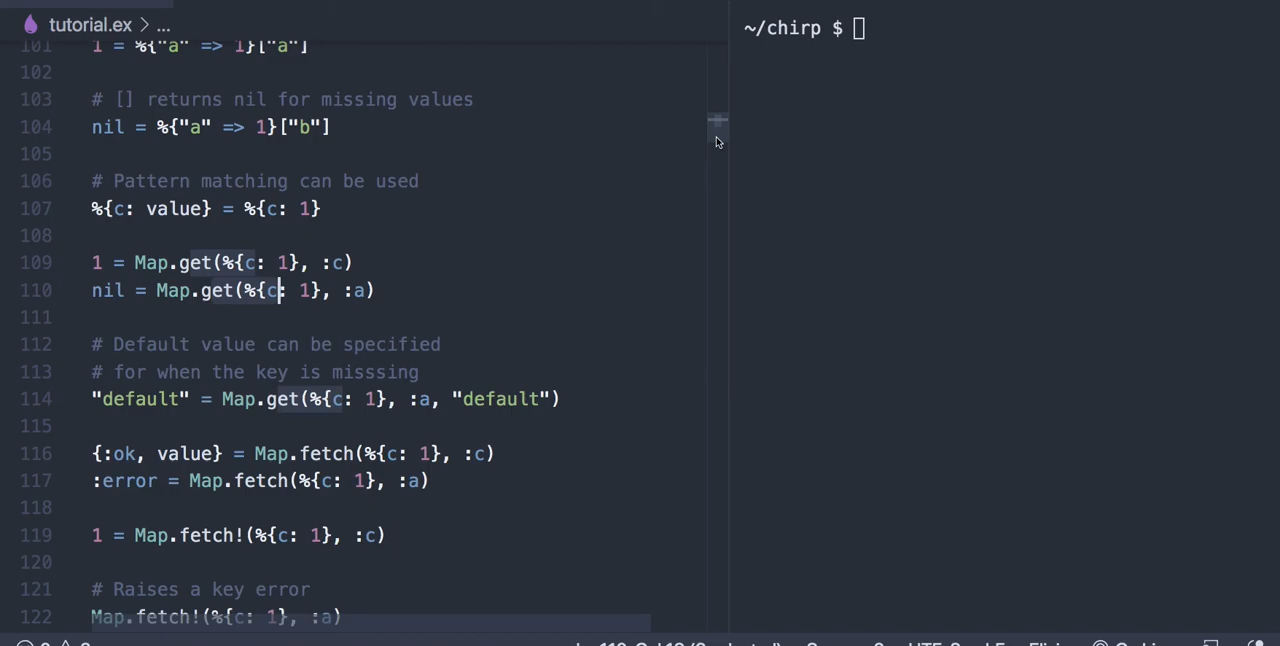 tutorial.ex > ...
~/chirp $
101 1 = %{"a" => 1}["a"]
102
103 # [] returns nil for missing values
104 nil = %{"a" => 1}["b"]
105
106 # Pattern matching can be used
107 %{c: value} = %{c: 1}
108
109 1 = Map.get(%{c: 1}, :c)
110 nil = Map.get(%{c: 1}, :a)
111
112 # Default value can be specified
113 # for when the key is misssing
114 "default" = Map.get(%{c: 1}, :a, "default")
115
116 {:ok, value} = Map.fetch(%{c: 1}, :c)
117 :error = Map.fetch(%{c: 1}, :a)
118
119 1 = Map.fetch!(%{c: 1}, :c)
120
121 # Raises a key error
122 Map.fetch!(%{c: 1}, :a)